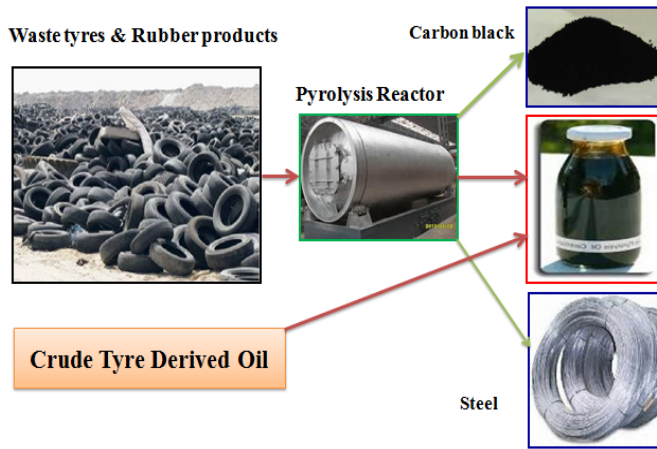 Waste tyres & Rubber products
Carbon black
Pyrolysis Reactor
Crude Tyre Derived Oil
Steel